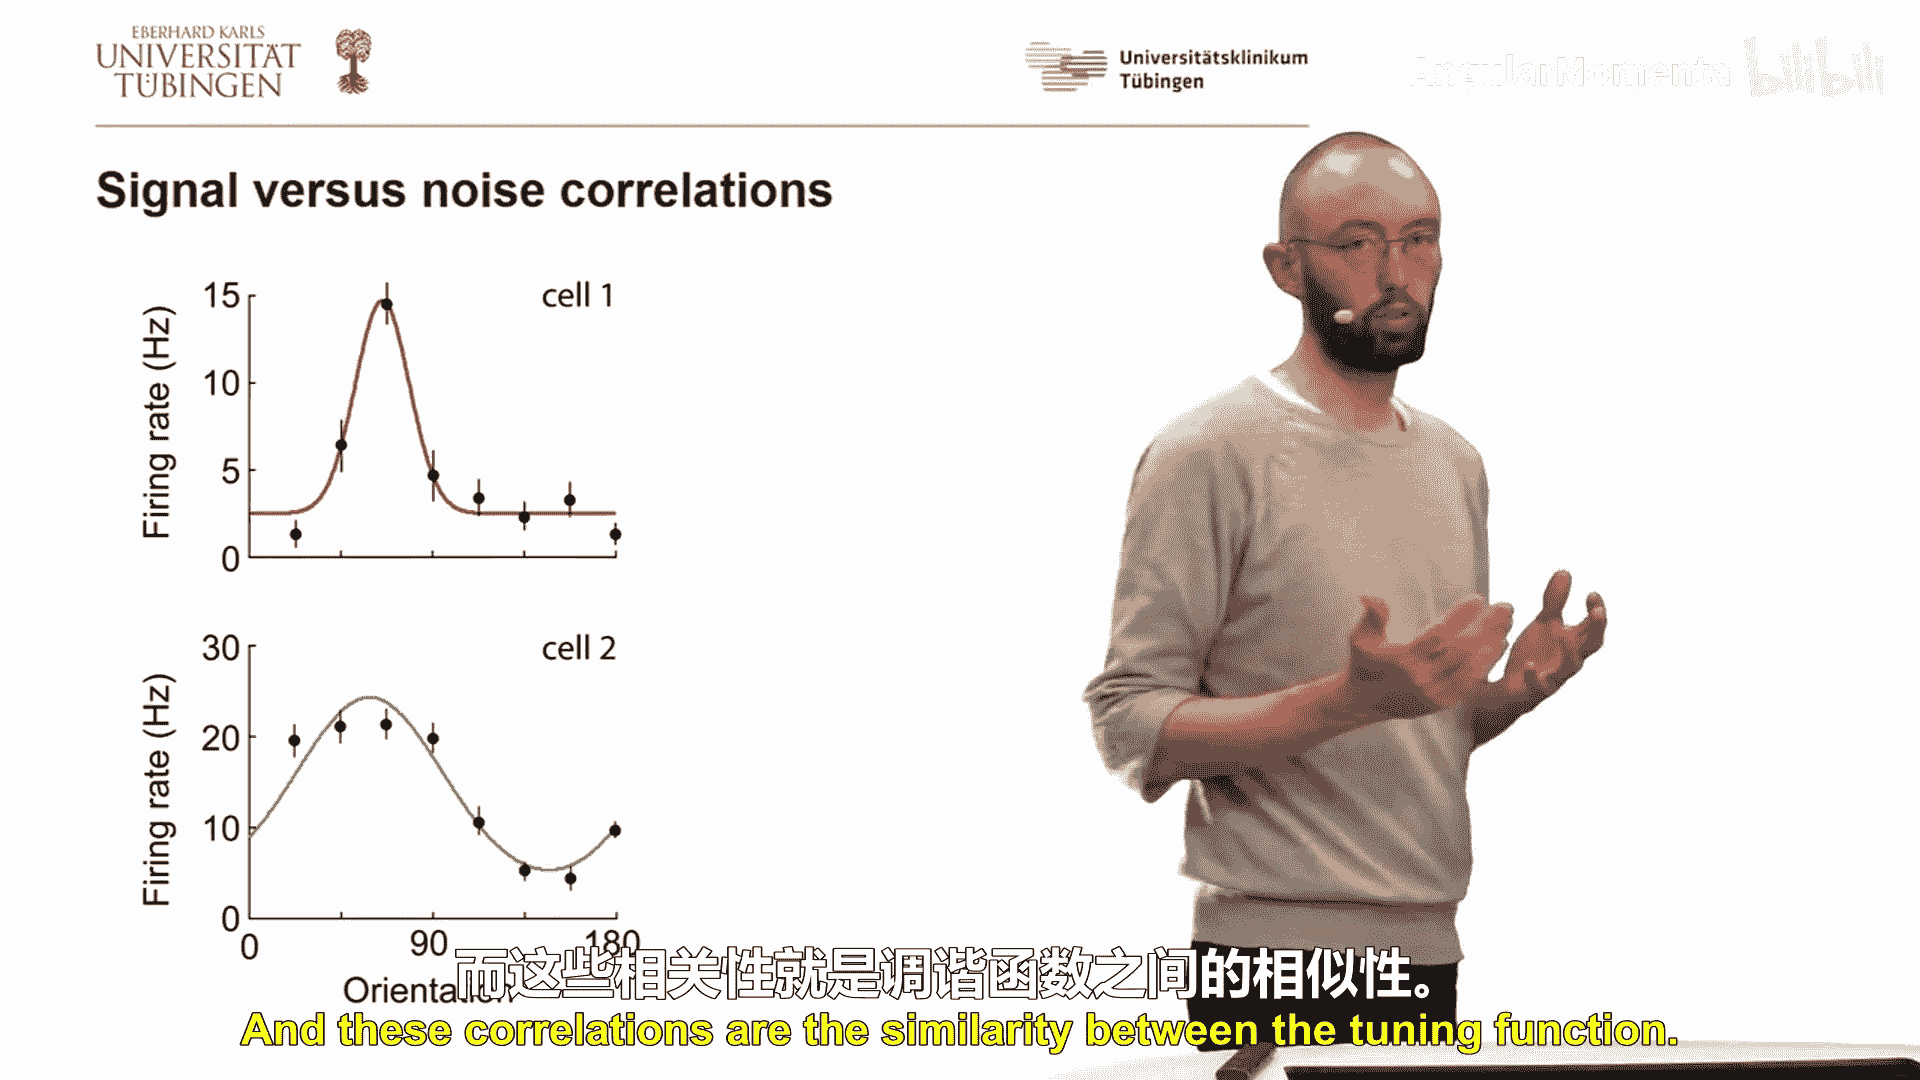 EBERHARD KARLS
UNIVERSITÄT
TÜBINGEN
Universitätsklinikum
Tübingen
AngularMomenta
bilibili
Signal versus noise correlations
cell 1
Firing rate (Hz)
15
10
5
0
cell 2
Firing rate (Hz)
30
20
10
0
0
90
180
Orientation
而这些相关性就是调谐函数之间的相似性。
And these correlations are the similarity between the tuning function.